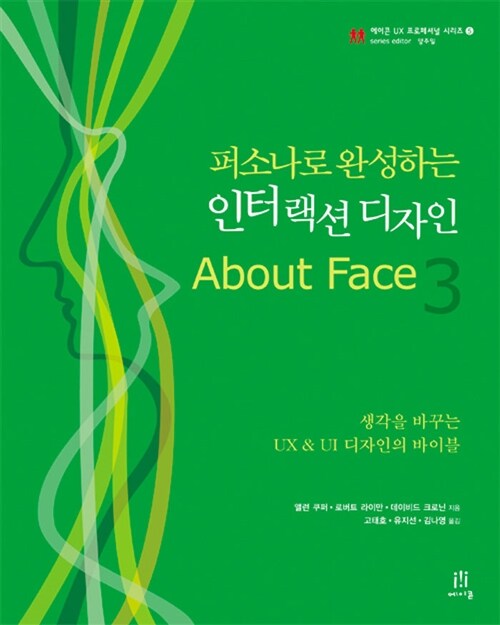 에이콘 UX 프로페셔널 시리즈 5
series editor 양주일
퍼소나로 완성하는
인터랙션 디자인
About Face 3
생각을 바꾸는
UX & UI 디자인의 바이블
앨런 쿠퍼 • 로버트 라이만 • 데이비드 크로닌 지음
고태호 • 유지선 • 김나영 옮김
에이콘